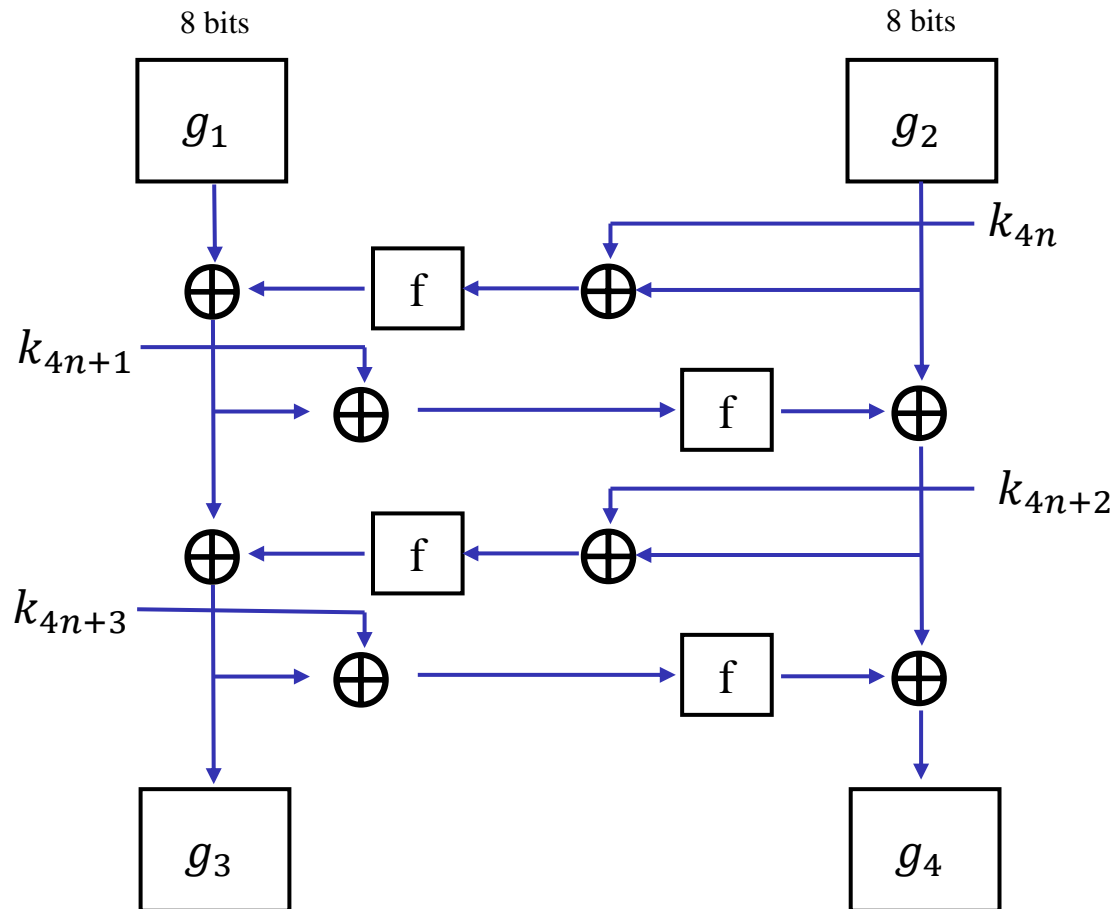 8 bits
8 bits
g₁
g₂
k₄ₙ
f
k₄ₙ₊₁
f
k₄ₙ₊₂
f
k₄ₙ₊₃
f
g₃
g₄